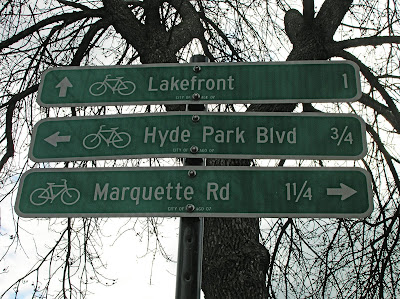 Lakefront 1
Hyde Park Blvd 3/4
Marquette Rd 1 1/4